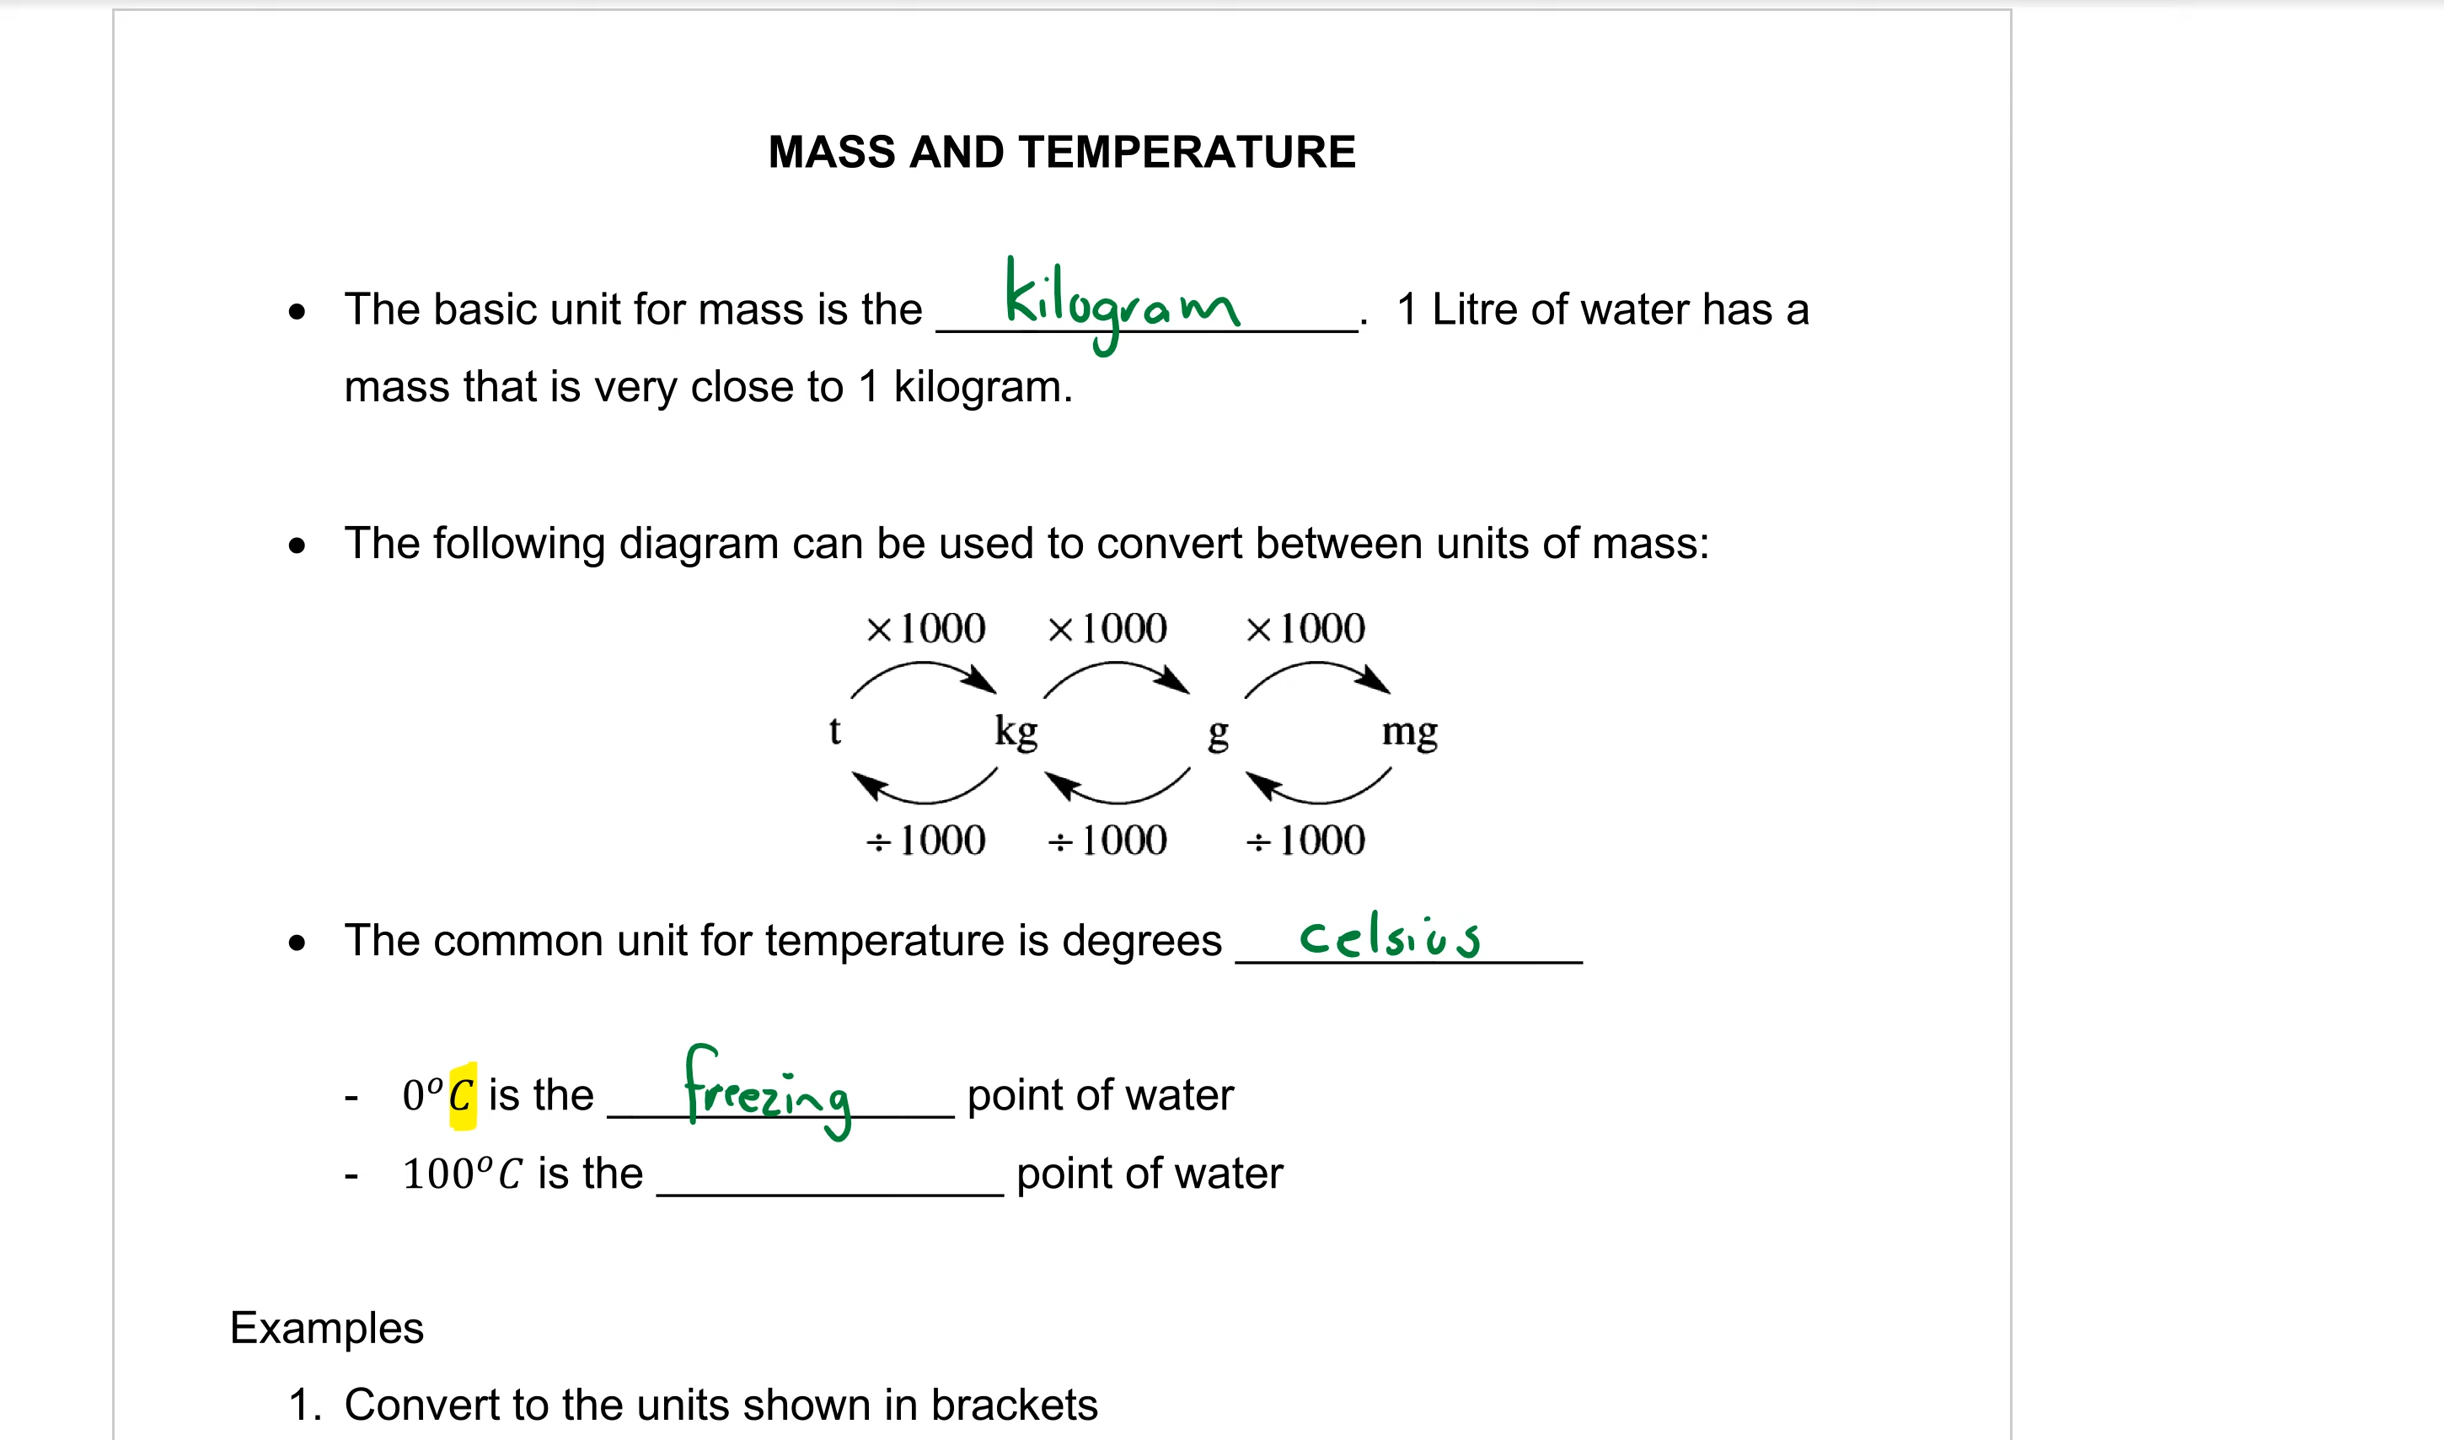 MASS AND TEMPERATURE
• The basic unit for mass is the kilogram. 1 Litre of water has a
mass that is very close to 1 kilogram.
• The following diagram can be used to convert between units of mass:
×1000 ×1000 ×1000
t kg g mg
÷1000 ÷1000 ÷1000
• The common unit for temperature is degrees celsius
- 0°C is the freezing point of water
- 100°C is the ____________ point of water
Examples
1. Convert to the units shown in brackets